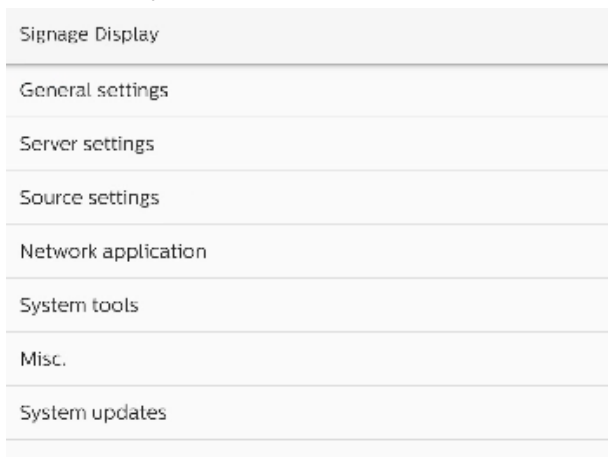 Signage Display
General settings
Server settings
Source settings
Network application
System tools
Misc.
System updates